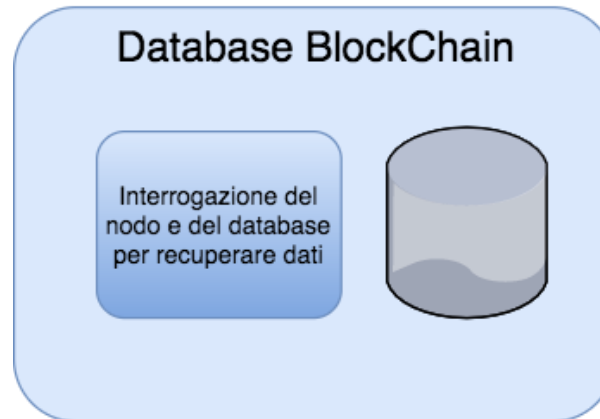 Database BlockChain
Interrogazione del
nodo e del database
per recuperare dati